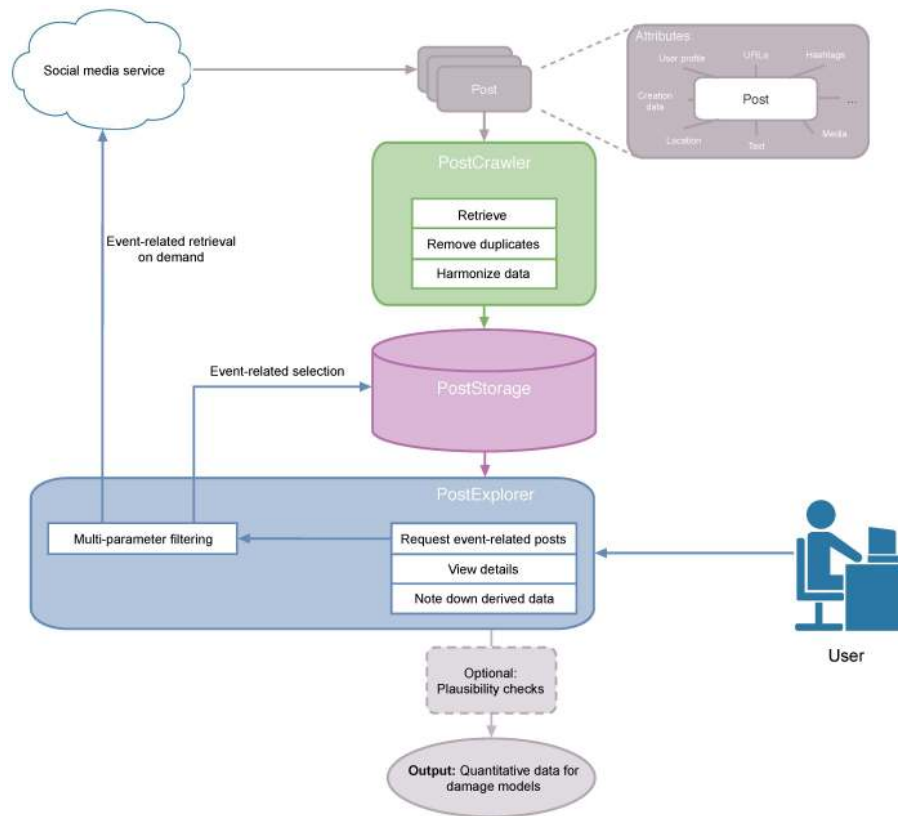 Social media service
Post
Attributes
User profile
URLs
Hashtags
Creation
data
Post
...
Location
Text
Media
PostCrawler
Retrieve
Remove duplicates
Harmonize data
Event-related retrieval
on demand
Event-related selection
PostStorage
PostExplorer
Multi-parameter filtering
Request event-related posts
View details
Note down derived data
User
Optional:
Plausibility checks
Output: Quantitative data for
damage models